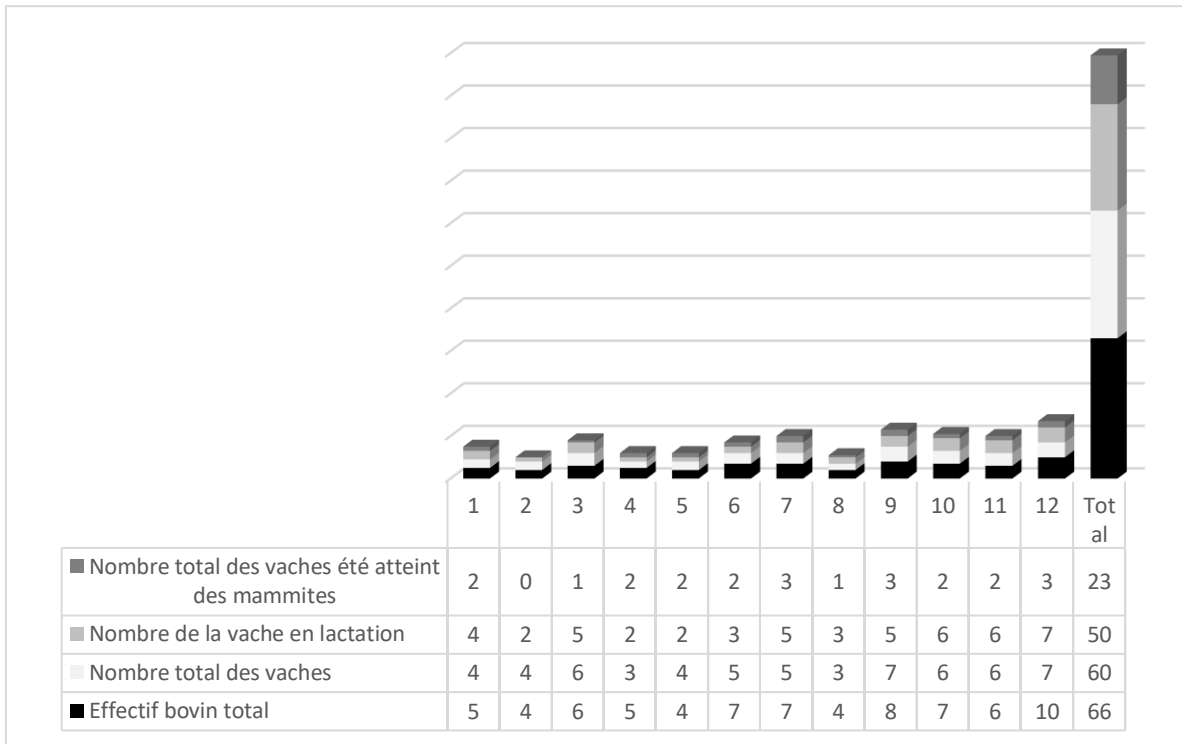 1 2 3 4 5 6 7 8 9 10 11 12 Tot
al
Nombre total des vaches été atteint
des mammites 2 0 1 2 2 2 3 1 3 2 2 3 23
Nombre de la vache en lactation 4 2 5 2 2 3 5 3 5 6 6 7 50
Nombre total des vaches 4 4 6 3 4 5 5 3 7 6 6 7 60
Effectif bovin total 5 4 6 5 4 7 7 4 8 7 6 10 66